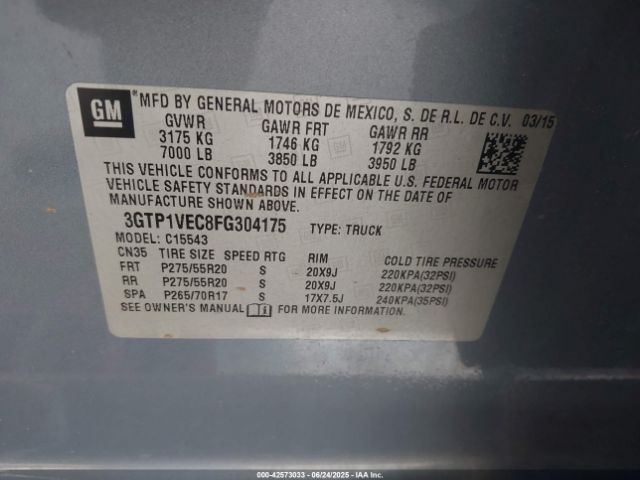 GM
MFD BY GENERAL MOTORS DE MEXICO, S. DE R.L. DE C.V. 03/15
GVWR GAWR FRT GAWR RR
3175 KG 1746 KG 1792 KG
7000 LB 3850 LB 3950 LB
THIS VEHICLE CONFORMS TO ALL APPLICABLE U.S. FEDERAL MOTOR
VEHICLE SAFETY STANDARDS IN EFFECT ON THE DATE OF
MANUFACTURE SHOWN ABOVE.
3GTP1VEC8FG304175 TYPE: TRUCK
MODEL: C15543
CN35 TIRE SIZE SPEED RTG RIM COLD TIRE PRESSURE
FRT P275/55R20 S 20X9J 220KPA(32PSI)
RR P275/55R20 S 20X9J 220KPA(32PSI)
SPA P265/70R17 S 17X7.5J 240KPA(35PSI)
SEE OWNER'S MANUAL FOR MORE INFORMATION.
000-42573033 - 06/24/2025 - IAAI.COM